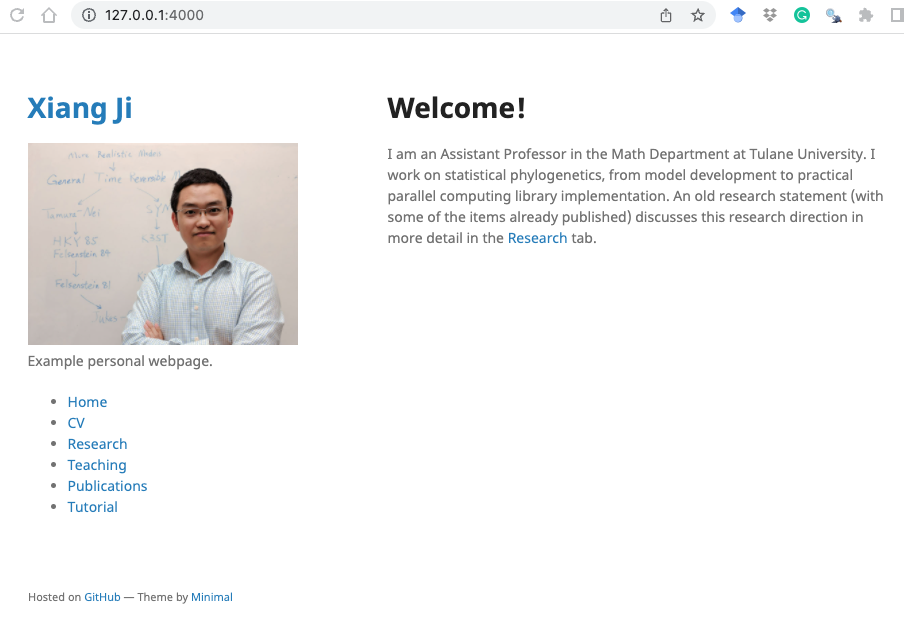 127.0.0.1:4000
Xiang Ji
More Realistic Models
General Time Reversible M
Tamura-Nei
SYM
HKY 85
Felsenstein 84
K3ST
Felsenstein 81
Jukes-
Example personal webpage.
Home
CV
Research
Teaching
Publications
Tutorial
Hosted on GitHub — Theme by Minimal
Welcome!
I am an Assistant Professor in the Math Department at Tulane University. I
work on statistical phylogenetics, from model development to practical
parallel computing library implementation. An old research statement (with
some of the items already published) discusses this research direction in
more detail in the Research tab.